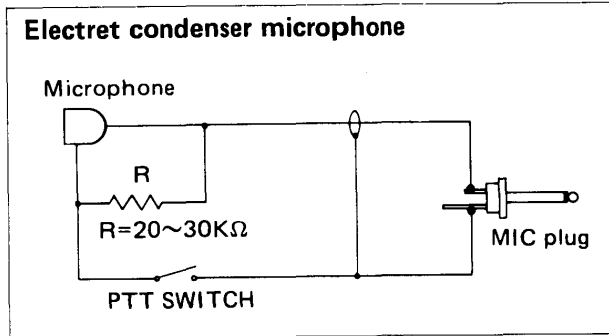 Electret condenser microphone
Microphone
R
R=20~30KΩ
MIC plug
PTT SWITCH